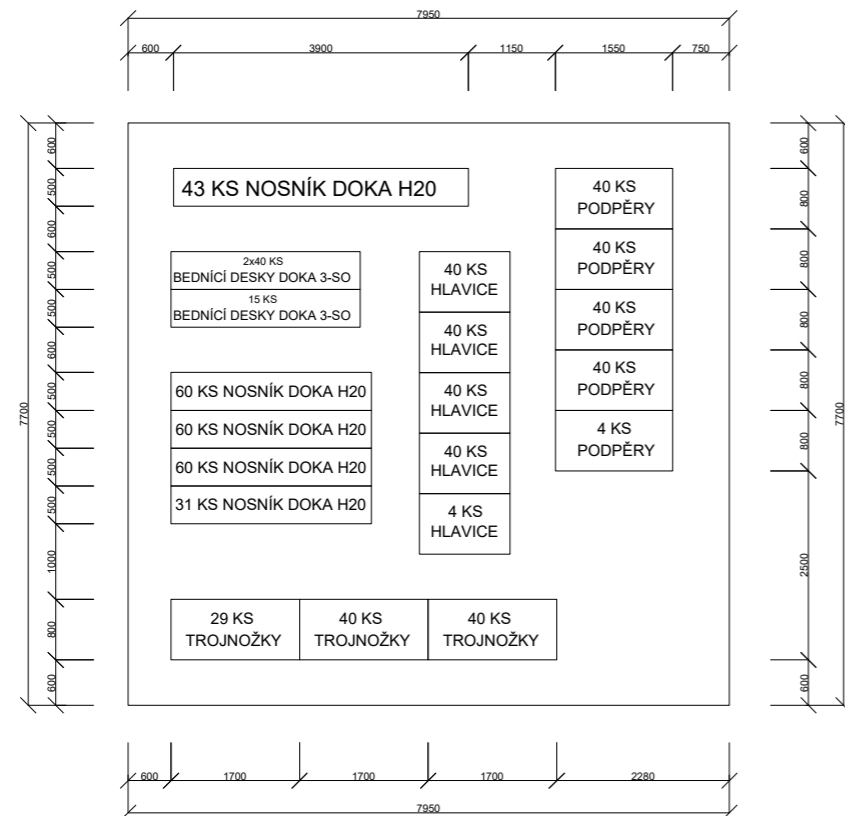 7950
600
3900
1150
1550
750
7700
600
500
600
500
500
600
500
500
500
500
1000
800
600
43 KS NOSNÍK DOKA H20
2x40 KS
BEDNÍCÍ DESKY DOKA 3-SO
15 KS
BEDNÍCÍ DESKY DOKA 3-SO
60 KS NOSNÍK DOKA H20
60 KS NOSNÍK DOKA H20
60 KS NOSNÍK DOKA H20
31 KS NOSNÍK DOKA H20
40 KS
HLAVICE
40 KS
HLAVICE
40 KS
HLAVICE
40 KS
HLAVICE
4 KS
HLAVICE
40 KS
PODPĚRY
40 KS
PODPĚRY
40 KS
PODPĚRY
40 KS
PODPĚRY
4 KS
PODPĚRY
29 KS
TROJNOŽKY
40 KS
TROJNOŽKY
40 KS
TROJNOŽKY
600
800
800
800
800
800
2500
600
7700
600
1700
1700
1700
2280
7950